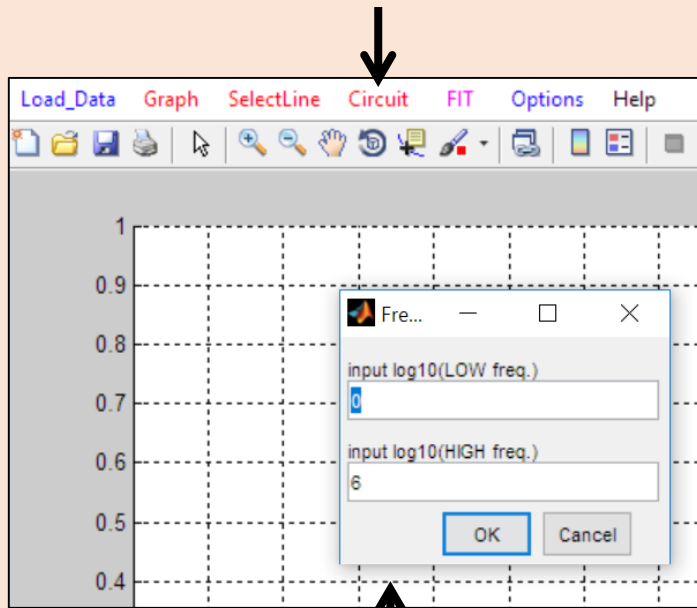 Load_Data Graph SelectLine Circuit FIT Options Help
1
0.9
Fre...
0.8
input log10(LOW freq.)
0
0.7
input log10(HIGH freq.)
0.6
6
0.5
OK Cancel
0.4